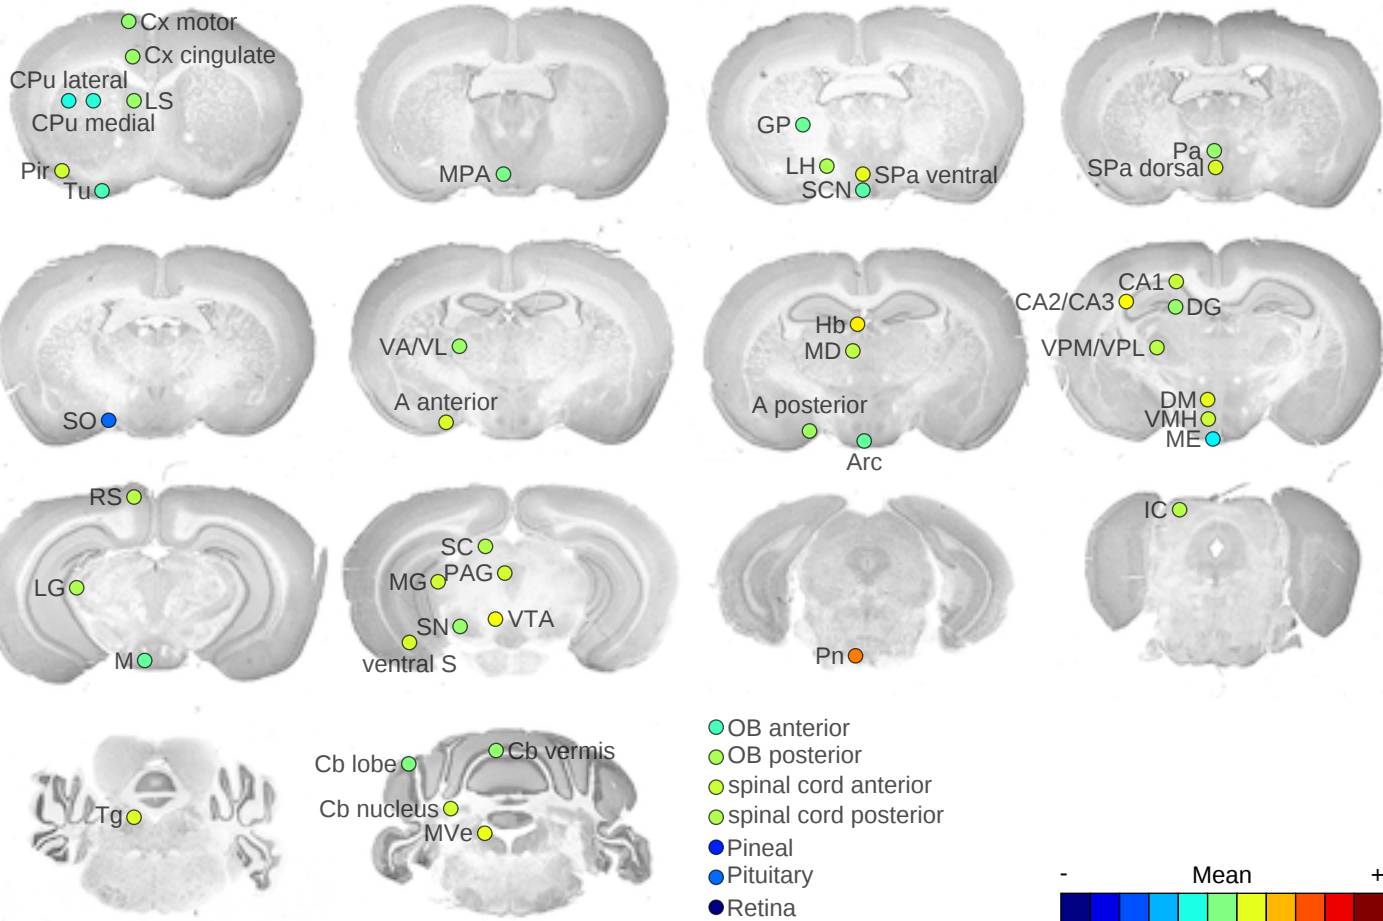 Cx motor
Cx cingulate
CPu lateral
LS
CPu medial
Pir
Tu
MPA
GP
LH
SPa ventral
SCN
Pa
SPa dorsal
SO
VA/VL
A anterior
Hb
MD
A posterior
Arc
CA1
CA2/CA3
DG
VPM/VPL
DM
VMH
ME
RS
LG
M
SC
MG
PAG
SN
VTA
ventral S
Pn
IC
Tg
Cb lobe
Cb vermis
Cb nucleus
MVe
OB anterior
OB posterior
spinal cord anterior
spinal cord posterior
Pineal
Pituitary
Retina
- Mean +